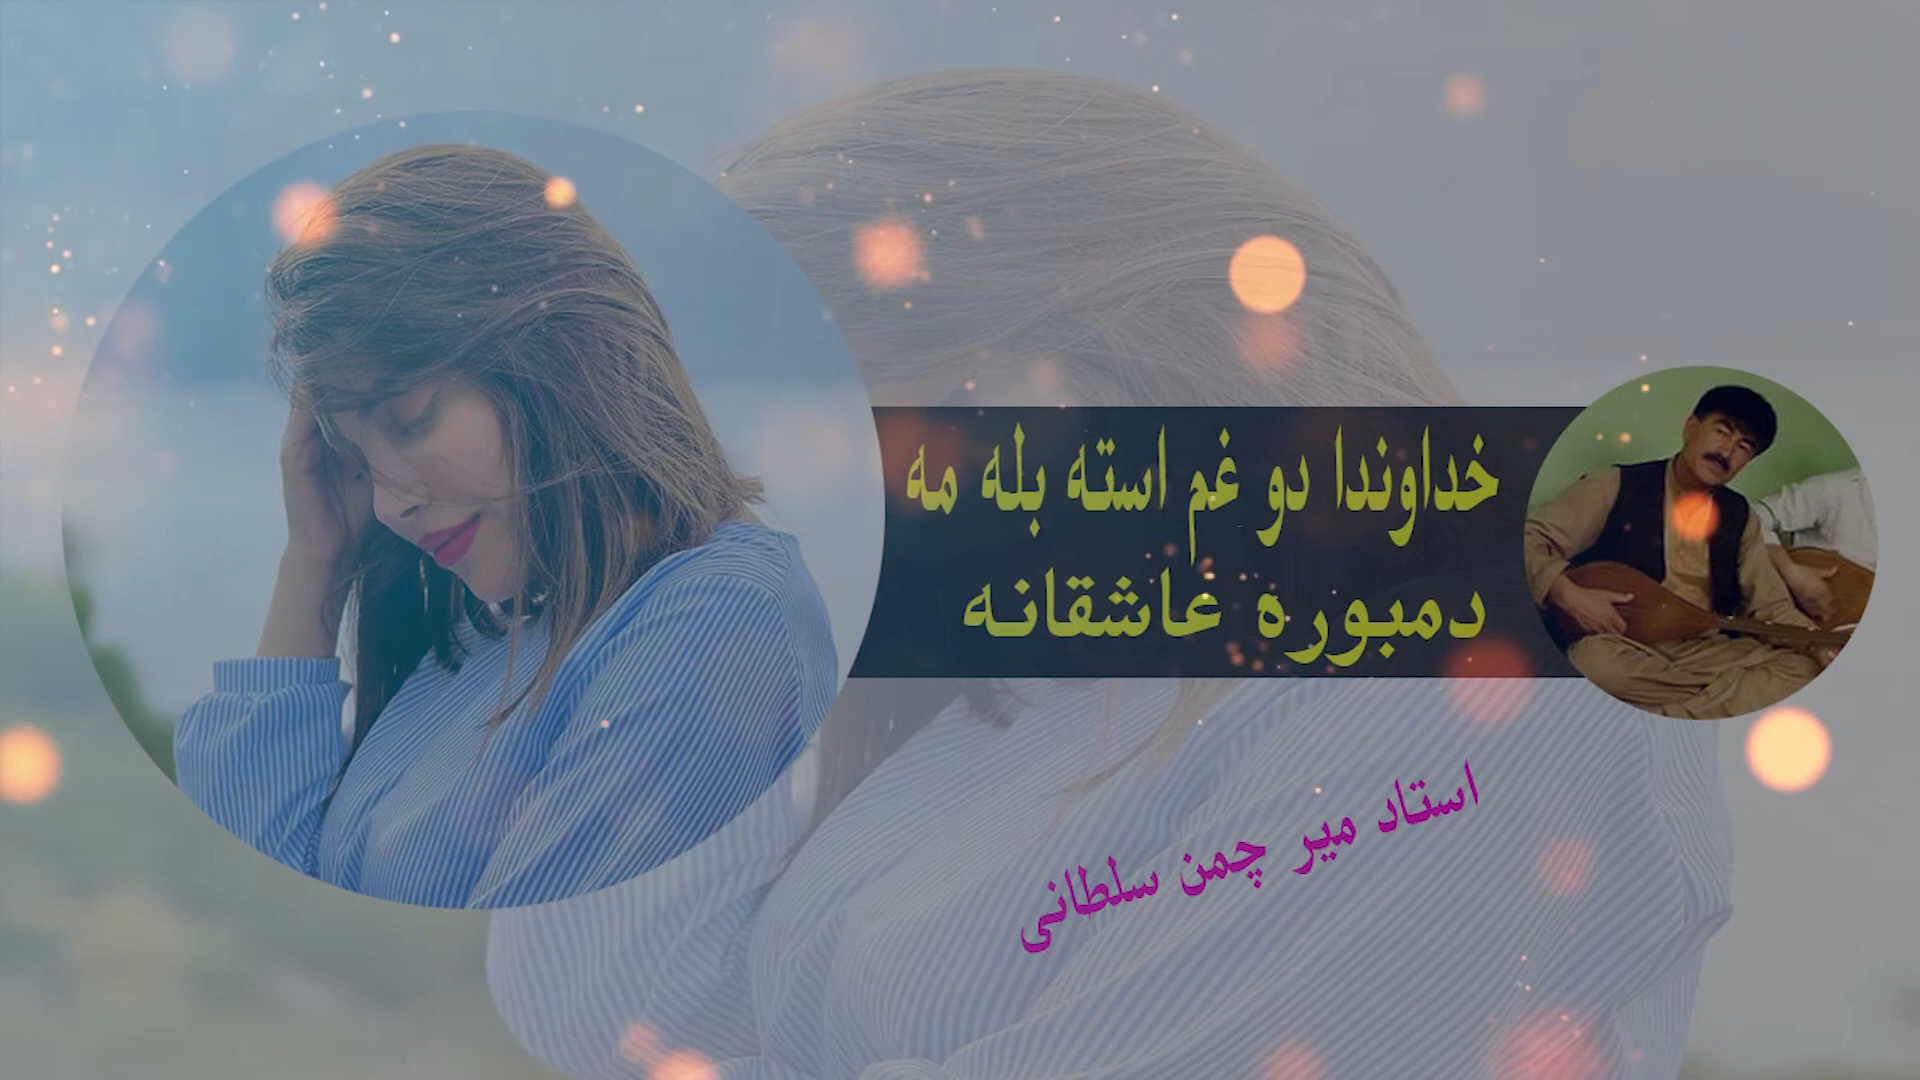 خداوندا دو غم استه بله مه
دمبوره عاشقانه
استاد میر چمن سلطانی